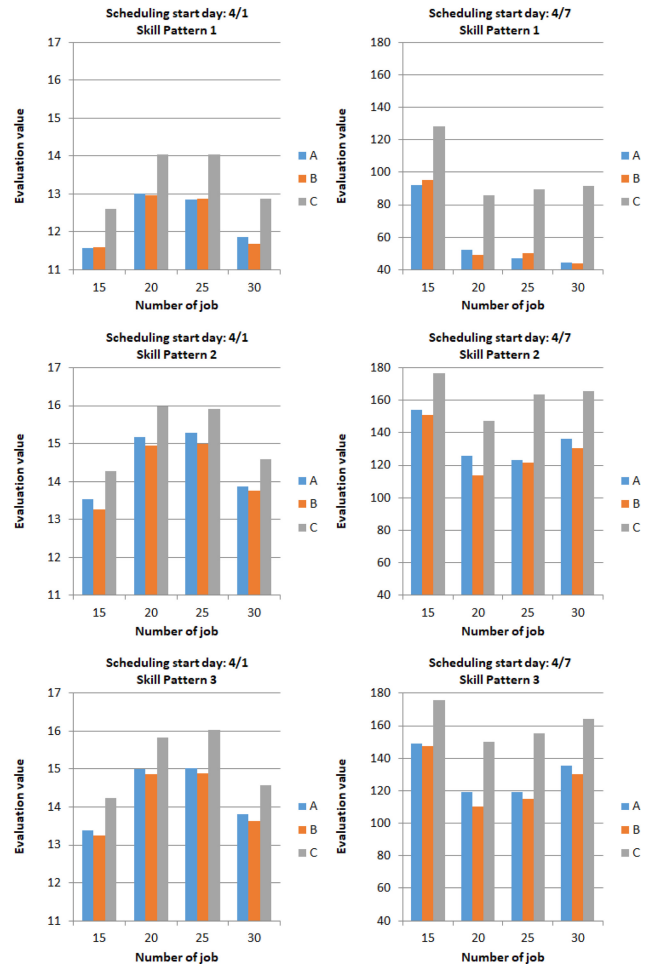 Scheduling start day: 4/1
Skill Pattern 1
17
16
15
14
13
12
11
Evaluation value
15 20 25 30
Number of job
A
B
C
Scheduling start day: 4/7
Skill Pattern 1
180
160
140
120
100
80
60
40
Evaluation value
15 20 25 30
Number of job
A
B
C
Scheduling start day: 4/1
Skill Pattern 2
17
16
15
14
13
12
11
Evaluation value
15 20 25 30
Number of job
A
B
C
Scheduling start day: 4/7
Skill Pattern 2
180
160
140
120
100
80
60
40
Evaluation value
15 20 25 30
Number of job
A
B
C
Scheduling start day: 4/1
Skill Pattern 3
17
16
15
14
13
12
11
Evaluation value
15 20 25 30
Number of job
A
B
C
Scheduling start day: 4/7
Skill Pattern 3
180
160
140
120
100
80
60
40
Evaluation value
15 20 25 30
Number of job
A
B
C